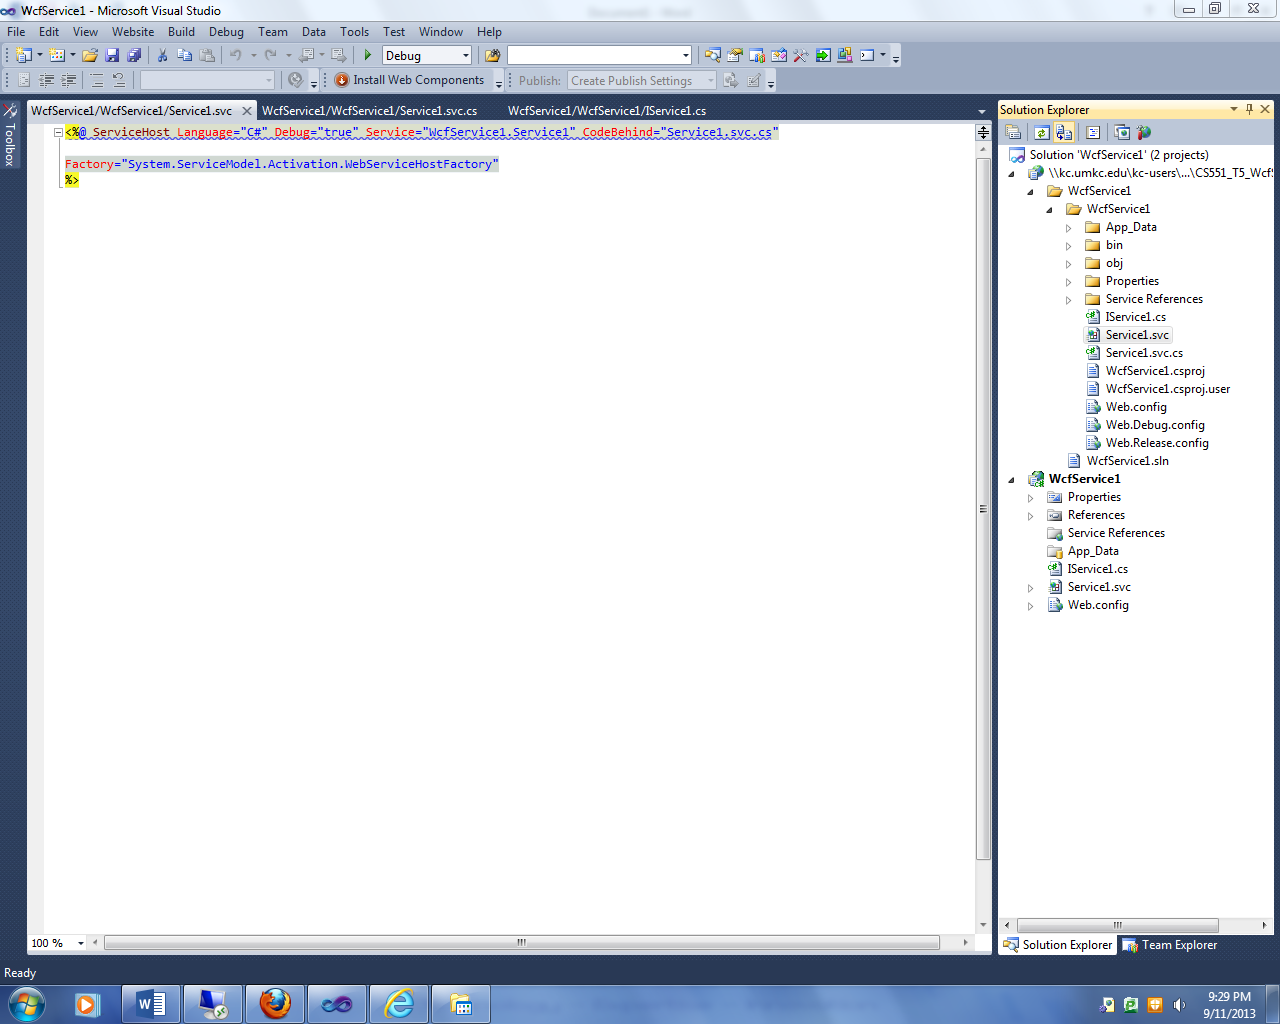 WcfService1 - Microsoft Visual Studio
File Edit View Website Build Debug Team Data Tools Test Window Help
Debug
Install Web Components Publish: Create Publish Settings
Toolbox
WcfService1/WcfService1/Service1.svc WcfService1/WcfService1/Service1.svc.cs WcfService1/WcfService1/IService1.cs
<%@ ServiceHost Language="C#" Debug="true" Service="WcfService1.Service1" CodeBehind="Service1.svc.cs"
Factory="System.ServiceModel.Activation.WebServiceHostFactory"
%>
100 %
Solution Explorer
Solution 'WcfService1' (2 projects)
\\kc.umkc.edu\kc-users\...\CS551_T5_WcfS
WcfService1
WcfService1
App_Data
bin
obj
Properties
Service References
IService1.cs
Service1.svc
Service1.svc.cs
WcfService1.csproj
WcfService1.csproj.user
Web.config
Web.Debug.config
Web.Release.config
WcfService1.sln
WcfService1
Properties
References
Service References
App_Data
IService1.cs
Service1.svc
Web.config
Solution Explorer Team Explorer
Ready
9:29 PM
9/11/2013